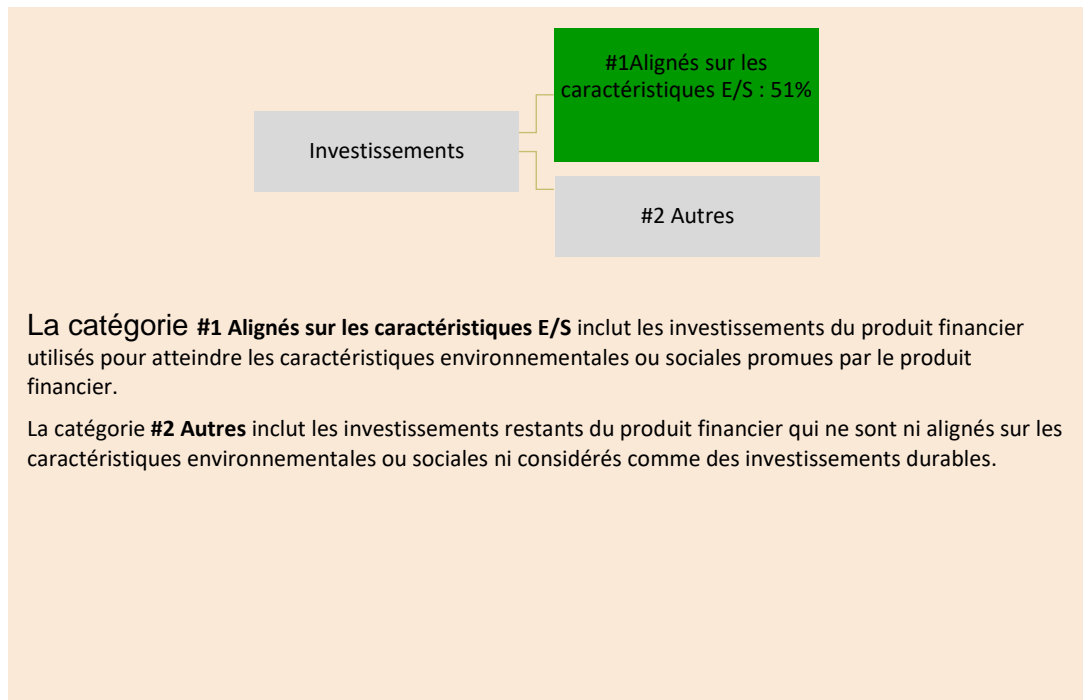 #1Alignés sur les
caractéristiques E/S : 51%
Investissements
#2 Autres
La catégorie #1 Alignés sur les caractéristiques E/S inclut les investissements du produit financier
utilisés pour atteindre les caractéristiques environnementales ou sociales promues par le produit
financier.
La catégorie #2 Autres inclut les investissements restants du produit financier qui ne sont ni alignés sur les
caractéristiques environnementales ou sociales ni considérés comme des investissements durables.